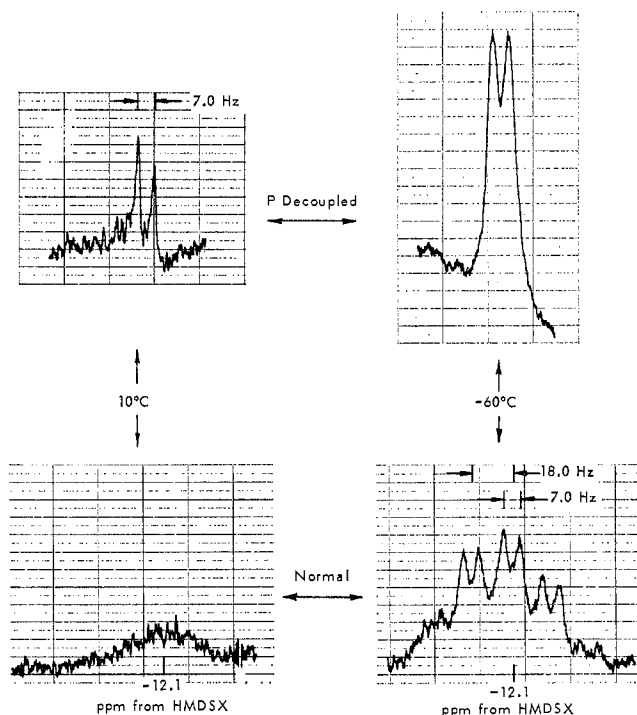 7.0 Hz
P Decoupled
10°C
-60°C
18.0 Hz
7.0 Hz
Normal
-12.1
ppm from HMDSX
-12.1
ppm from HMDSX